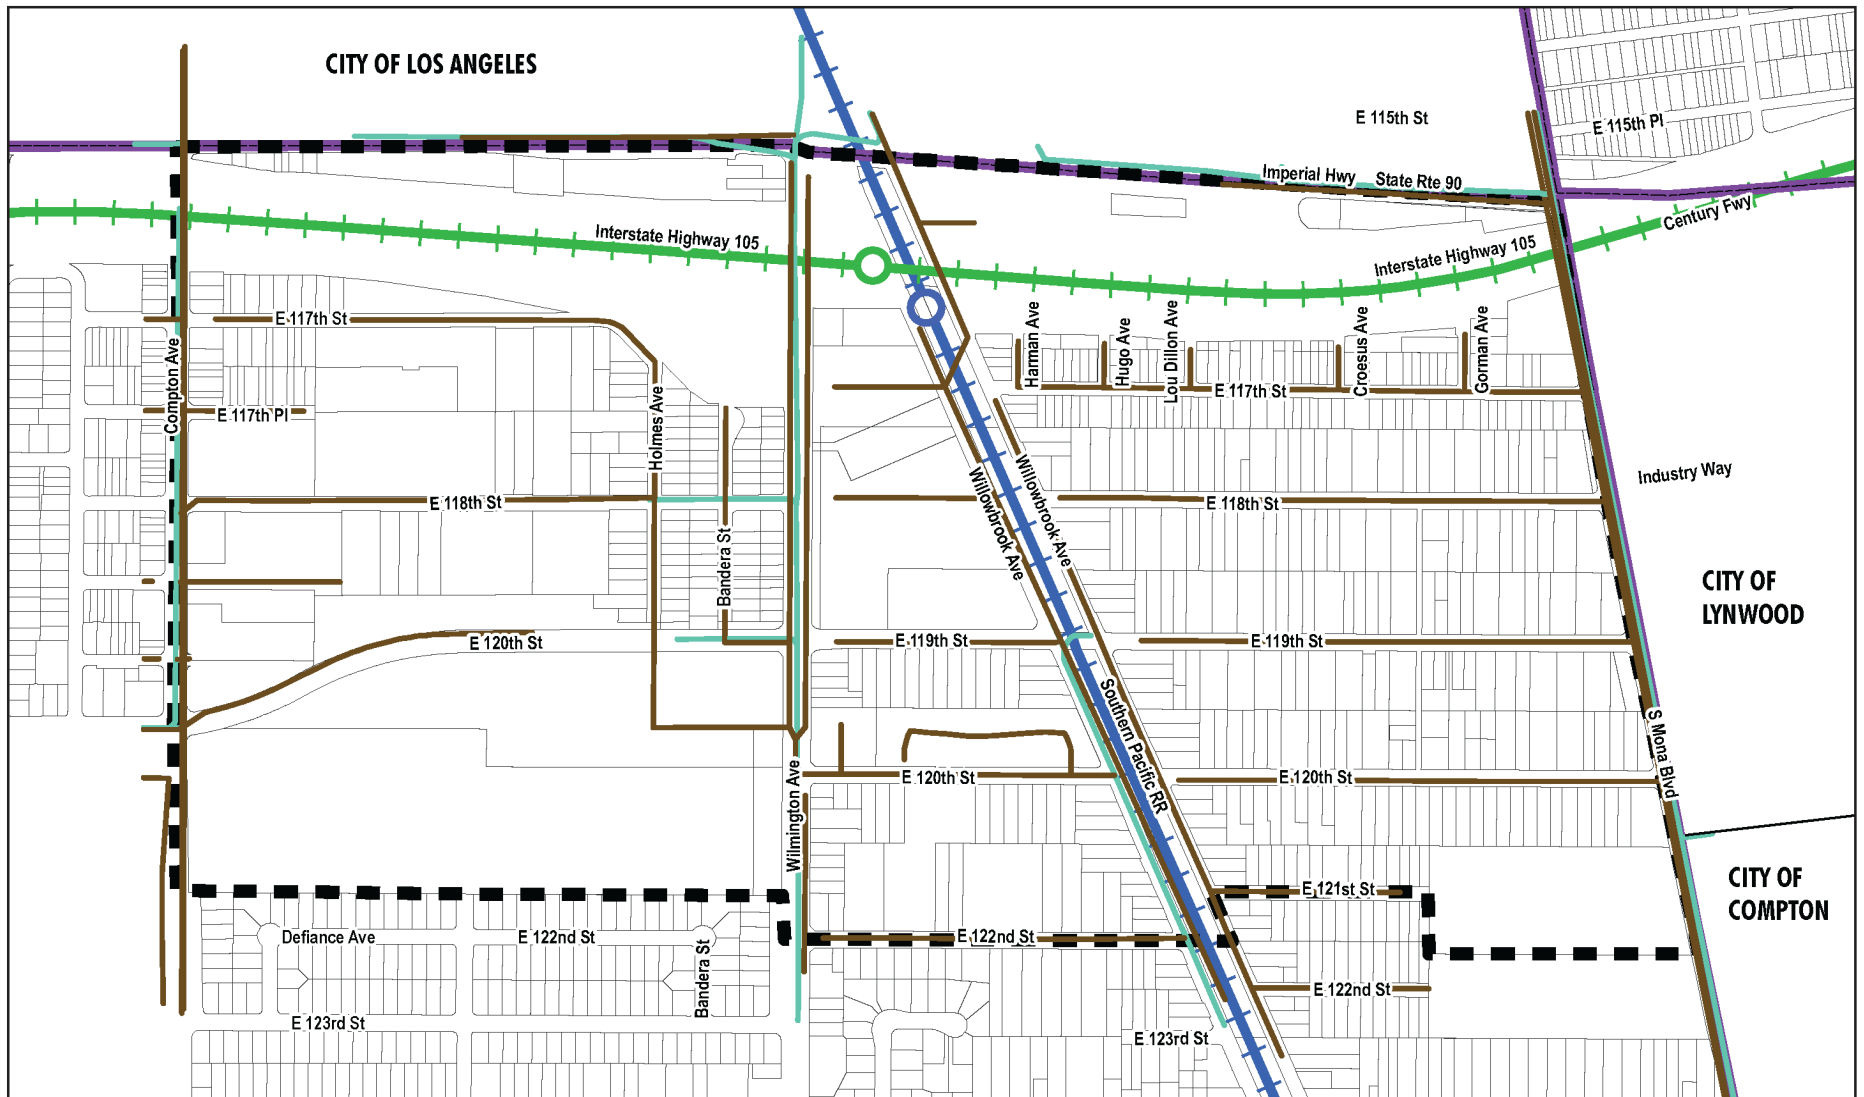 CITY OF LOS ANGELES
E 115th St
E 115th Pl
Imperial Hwy
State Rte 90
Century Fwy
Interstate Highway 105
Interstate Highway 105
E 117th St
Compton Ave
E 117th Pl
Holmes Ave
Harman Ave
Hugo Ave
Lou Dillon Ave
Croesus Ave
Gorman Ave
E 117th St
Industry Way
E 118th St
Willowbrook Ave
Willowbrook Ave
E 118th St
Bandera St
CITY OF
LYNWOOD
E 120th St
E 119th St
E 119th St
Southern Pacific RR
S Mona Blvd
Wilmington Ave
E 120th St
E 120th St
CITY OF
COMPTON
E 121st St
Defiance Ave
E 122nd St
Bandera St
E 122nd St
E 122nd St
E 123rd St
E 123rd St